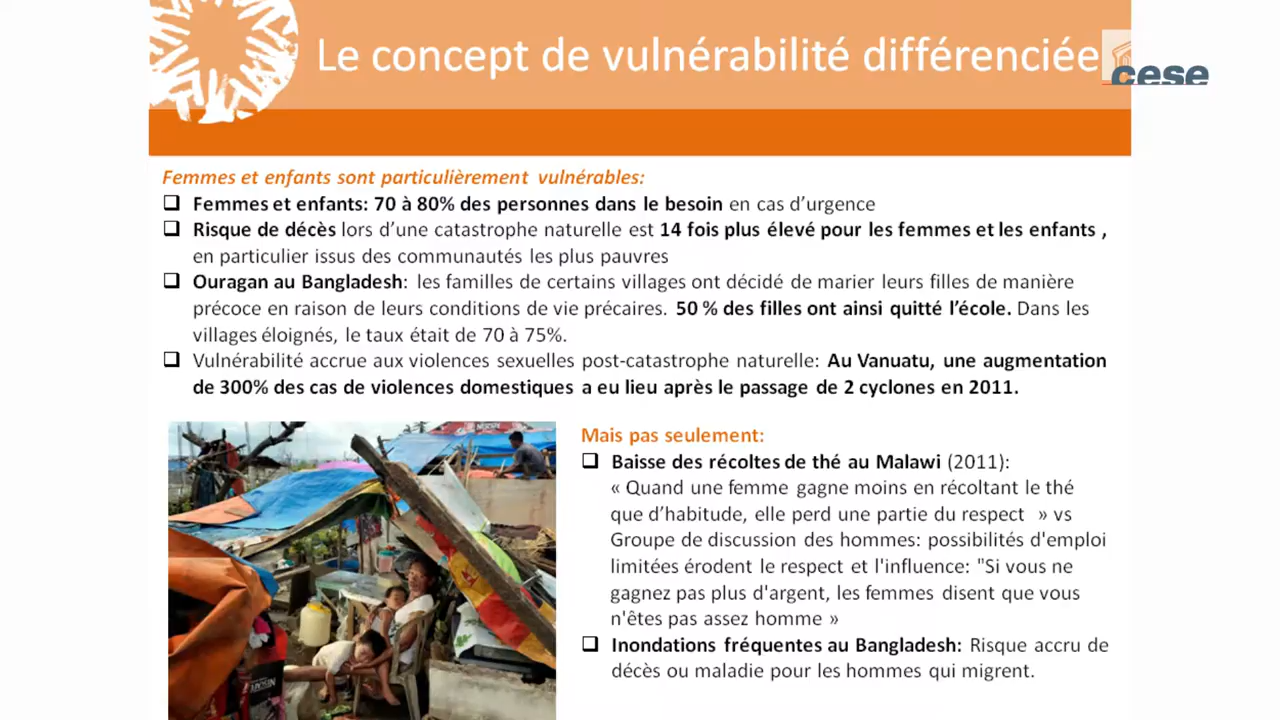 Le concept de vulnérabilité différenciée
cese
Femmes et enfants sont particulièrement vulnérables:
Femmes et enfants: 70 à 80% des personnes dans le besoin en cas d’urgence
Risque de décès lors d’une catastrophe naturelle est 14 fois plus élevé pour les femmes et les enfants ,
en particulier issus des communautés les plus pauvres
Ouragan au Bangladesh: les familles de certains villages ont décidé de marier leurs filles de manière
précoce en raison de leurs conditions de vie précaires. 50 % des filles ont ainsi quitté l’école. Dans les
villages éloignés, le taux était de 70 à 75%.
Vulnérabilité accrue aux violences sexuelles post-catastrophe naturelle: Au Vanuatu, une augmentation
de 300% des cas de violences domestiques a eu lieu après le passage de 2 cyclones en 2011.
Mais pas seulement:
Baisse des récoltes de thé au Malawi (2011):
« Quand une femme gagne moins en récoltant le thé
que d’habitude, elle perd une partie du respect » vs
Groupe de discussion des hommes: possibilités d'emploi
limitées érodent le respect et l'influence: "Si vous ne
gagnez pas plus d'argent, les femmes disent que vous
n'êtes pas assez homme »
Inondations fréquentes au Bangladesh: Risque accru de
décès ou maladie pour les hommes qui migrent.